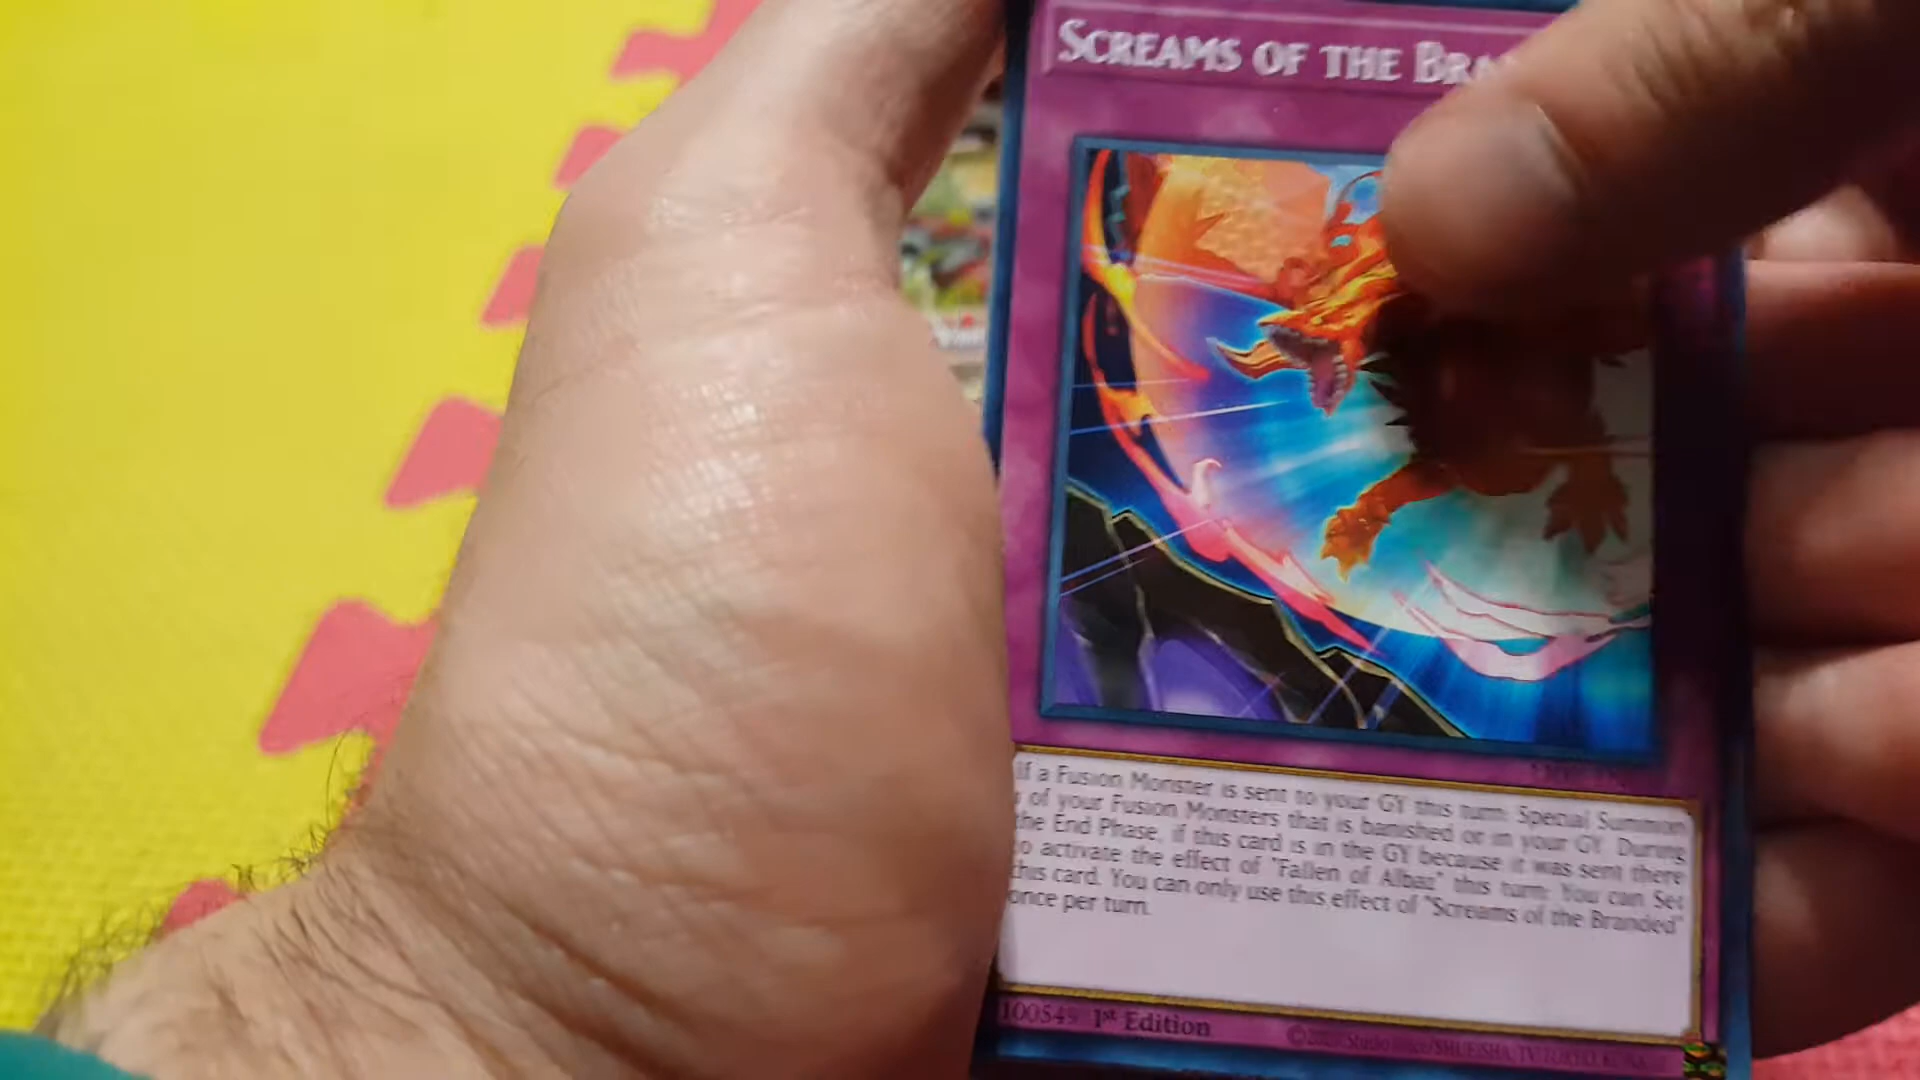 SCREAMS OF THE BRA
If a Fusion Monster is sent to your GY this turn: Special Summon
of your Fusion Monsters that is banished or in your GY. During
the End Phase, if this card is in the GY because it was sent there
o activate the effect of "Fallen of Albaz" this turn: You can Set
this card. You can only use this effect of "Screams of the Branded"
once per turn.
100549 1st Edition